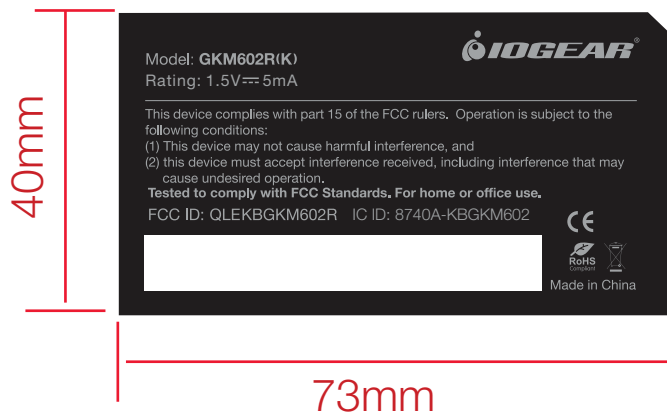 IOGEAR®
Model: GKM602R(K)
Rating: 1.5V⎓5mA
This device complies with part 15 of the FCC rulers. Operation is subject to the
following conditions:
(1) This device may not cause harmful interference, and
(2) this device must accept interference received, including interference that may
cause undesired operation.
Tested to comply with FCC Standards. For home or office use.
FCC ID: QLEKBGKM602R IC ID: 8740A-KBGKM602
CE
RoHS
Compliant
Made in China
40mm
73mm